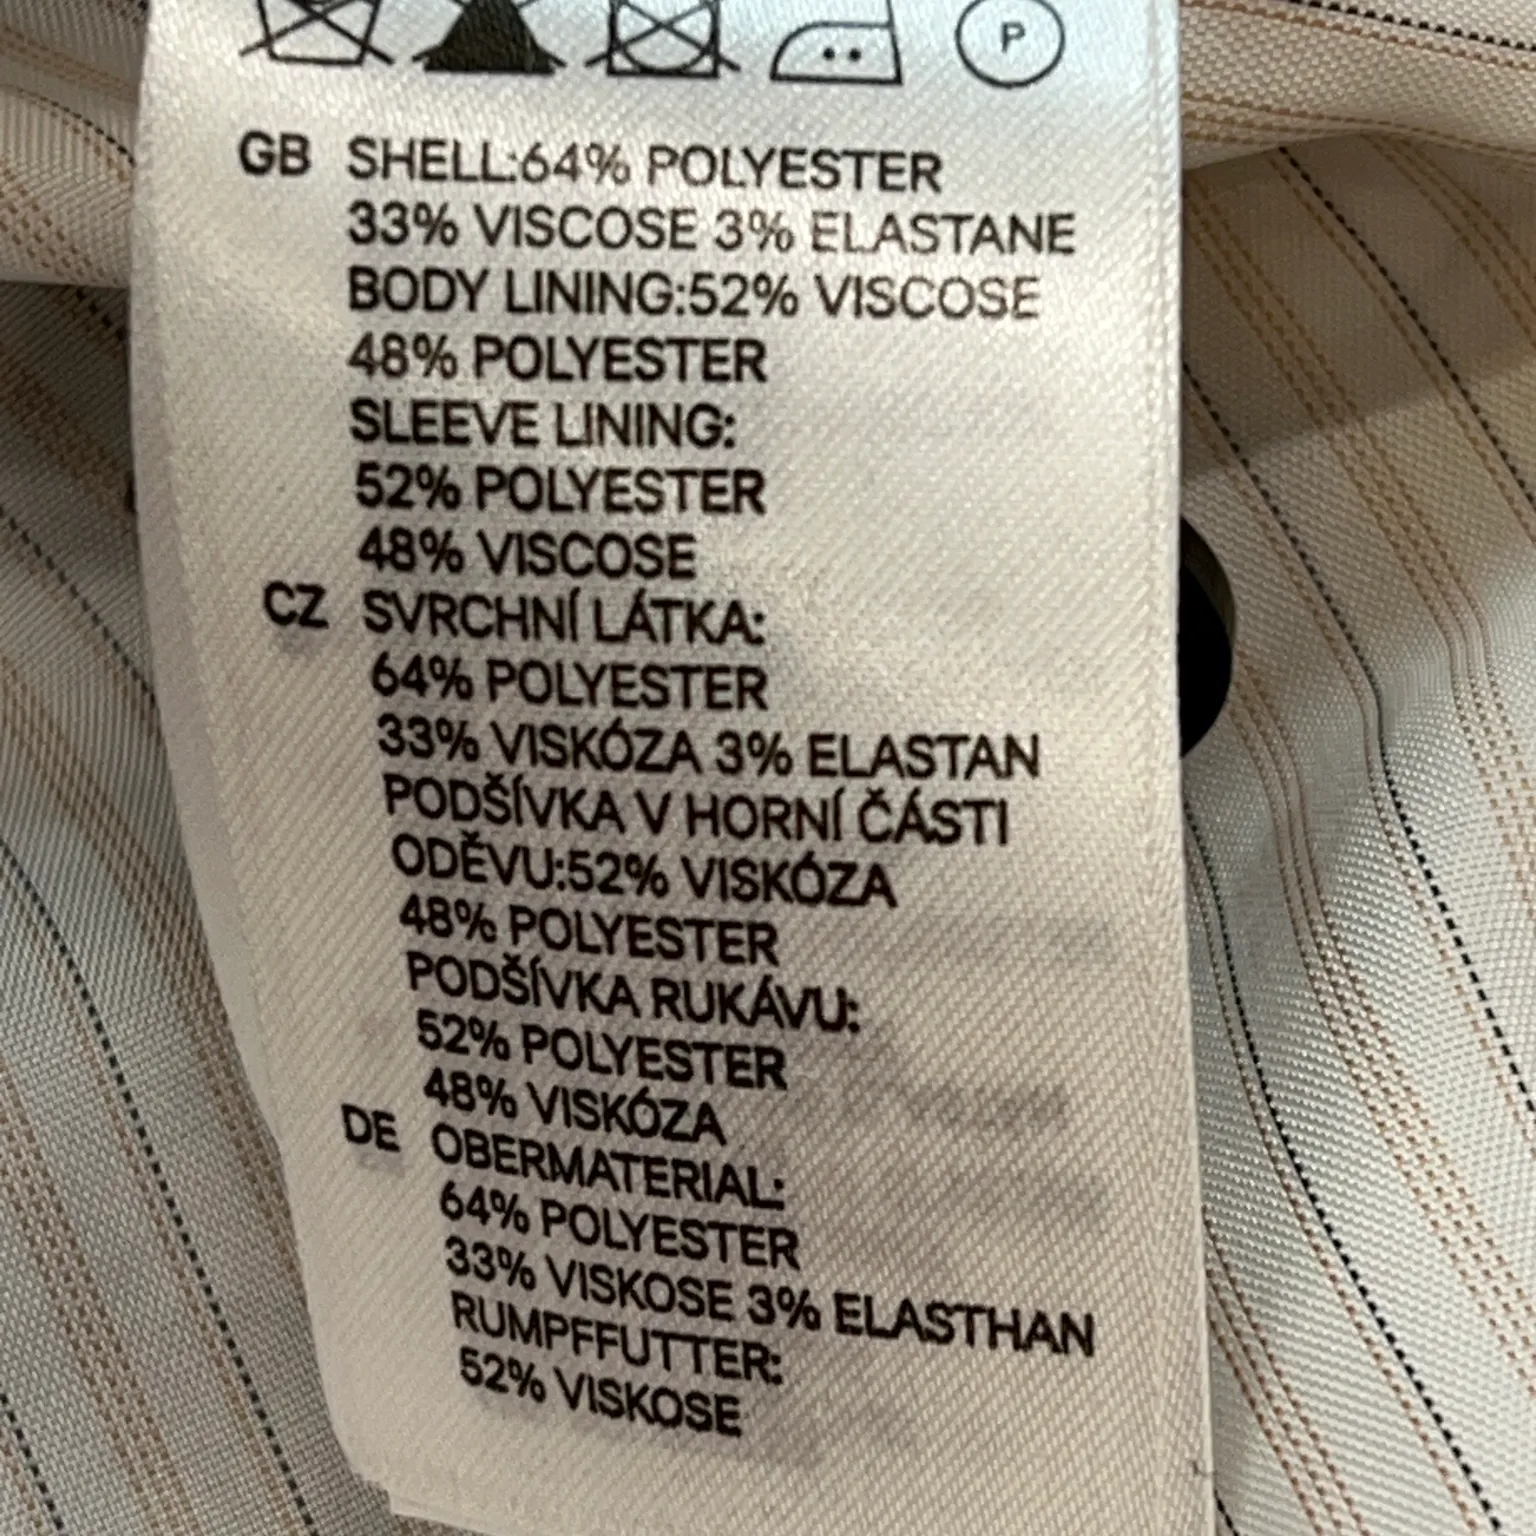 P
GB SHELL:64% POLYESTER
33% VISCOSE 3% ELASTANE
BODY LINING:52% VISCOSE
48% POLYESTER
SLEEVE LINING:
52% POLYESTER
48% VISCOSE
CZ SVRCHNÍ LÁTKA:
64% POLYESTER
33% VISKÓZA 3% ELASTAN
PODŠÍVKA V HORNÍ ČÁSTI
ODĚVU:52% VISKÓZA
48% POLYESTER
PODŠÍVKA RUKÁVU:
52% POLYESTER
48% VISKÓZA
DE OBERMATERIAL:
64% POLYESTER
33% VISKOSE 3% ELASTHAN
RUMPFFUTTER:
52% VISKOSE